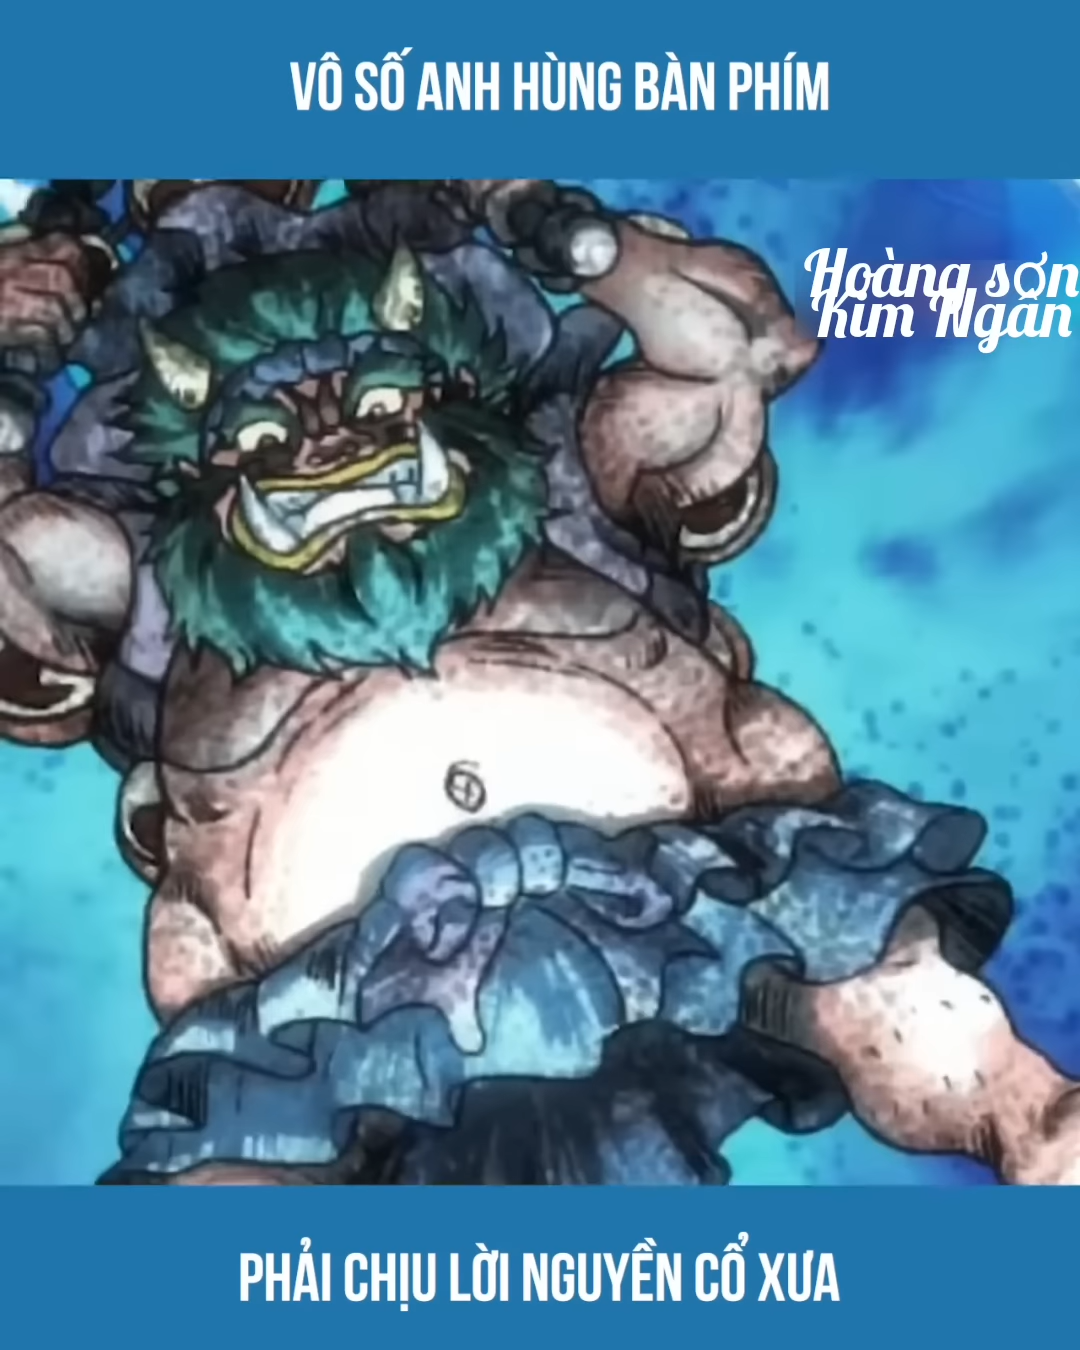 VÔ SỐ ANH HÙNG BÀN PHÍM
Hoàng sơn
Kim Ngân
PHẢI CHỊU LỜI NGUYỀN CỔ XƯA